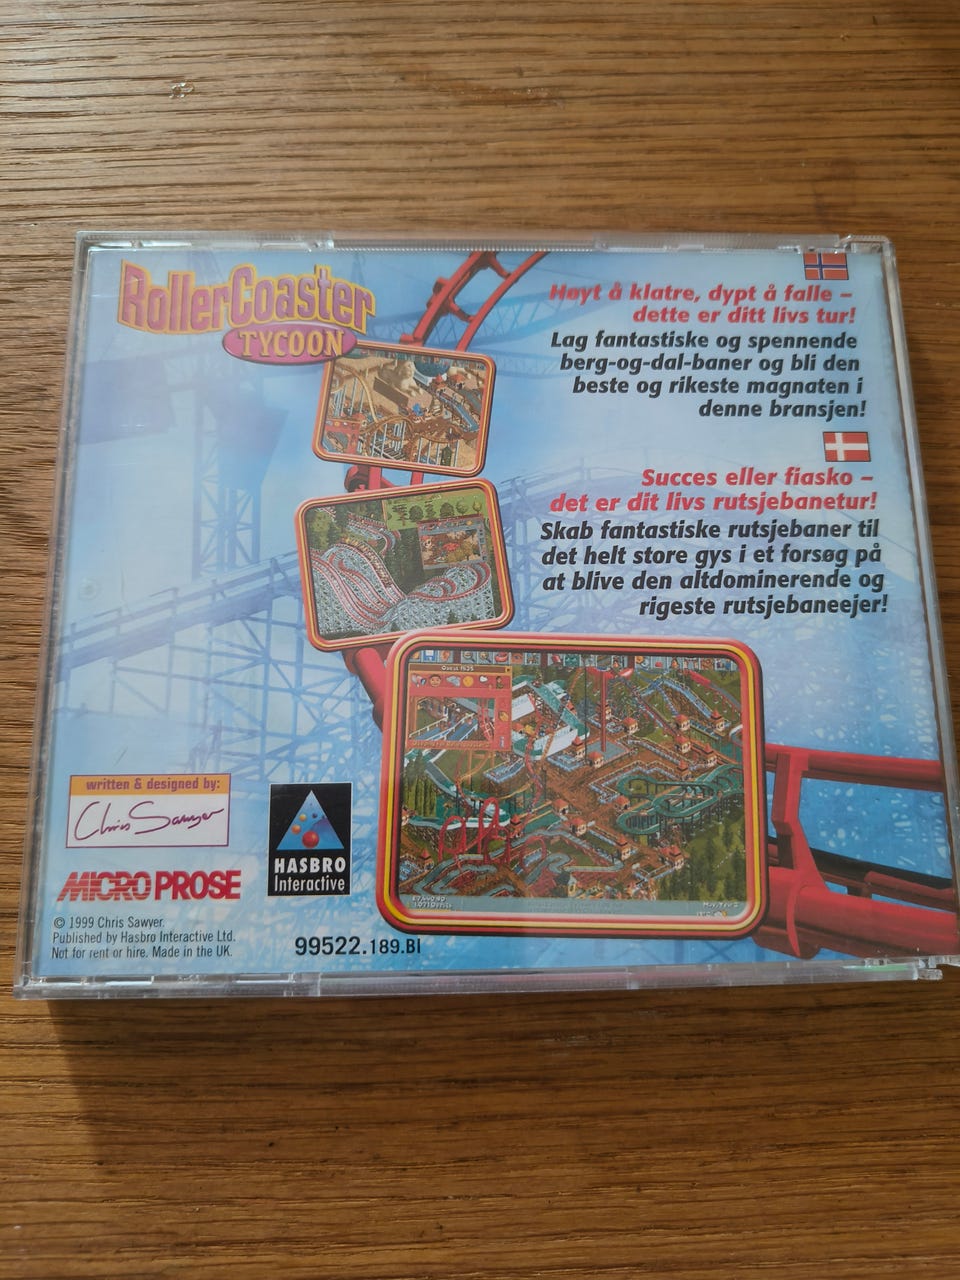 RollerCoaster
TYCOON
Høyt å klatre, dypt å falle –
dette er ditt livs tur!
Lag fantastiske og spennende
berg-og-dal-baner og bli den
beste og rikeste magnaten i
denne bransjen!
Succes eller fiasko –
det er dit livs rutsjebanetur!
Skab fantastiske rutsjebaner til
det helt store gys i et forsøg på
at blive den altdominerende og
rigeste rutsjebaneejer!
written & designed by:
Chris Sawyer
MICROPROSE
HASBRO
Interactive
© 1999 Chris Sawyer.
Published by Hasbro Interactive Ltd.
Not for rent or hire. Made in the UK.
99522.189.BI